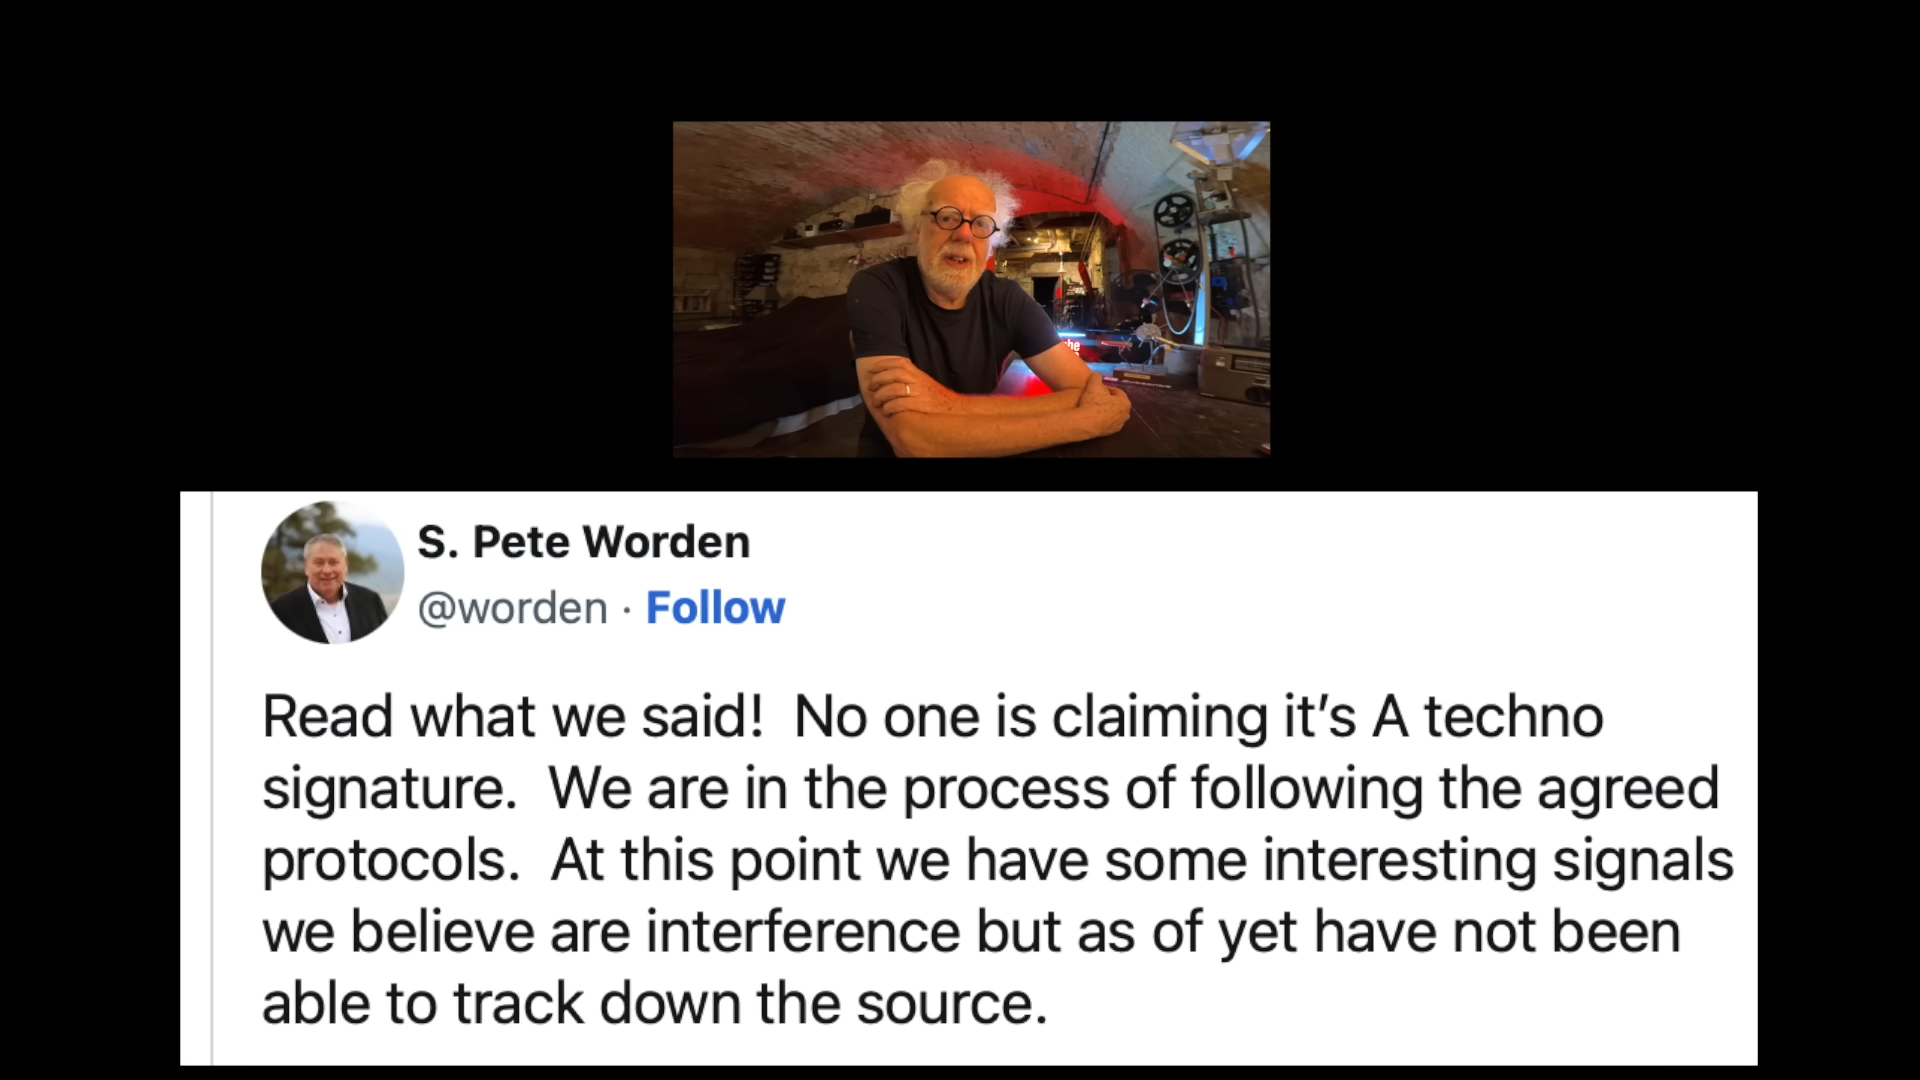 he
S. Pete Worden
@worden · Follow
Read what we said!  No one is claiming it’s A techno
signature.  We are in the process of following the agreed
protocols.  At this point we have some interesting signals
we believe are interference but as of yet have not been
able to track down the source.